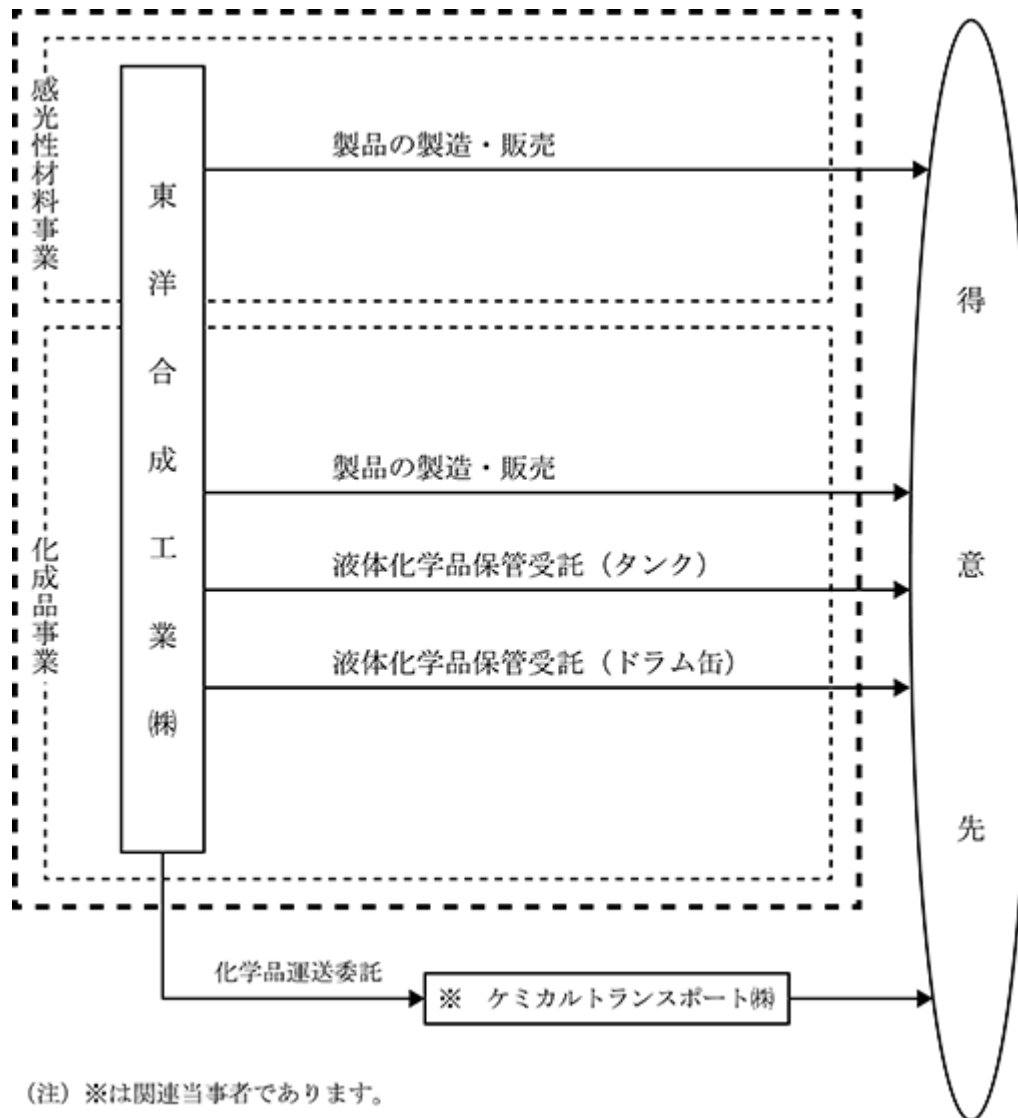 感光性材料事業
東洋合成工業㈱
製品の製造・販売
得意先
化成品事業
製品の製造・販売
液体化学品保管受託（タンク）
液体化学品保管受託（ドラム缶）
化学品運送委託
※　ケミカルトランスポート㈱
（注）※は関連当事者であります。